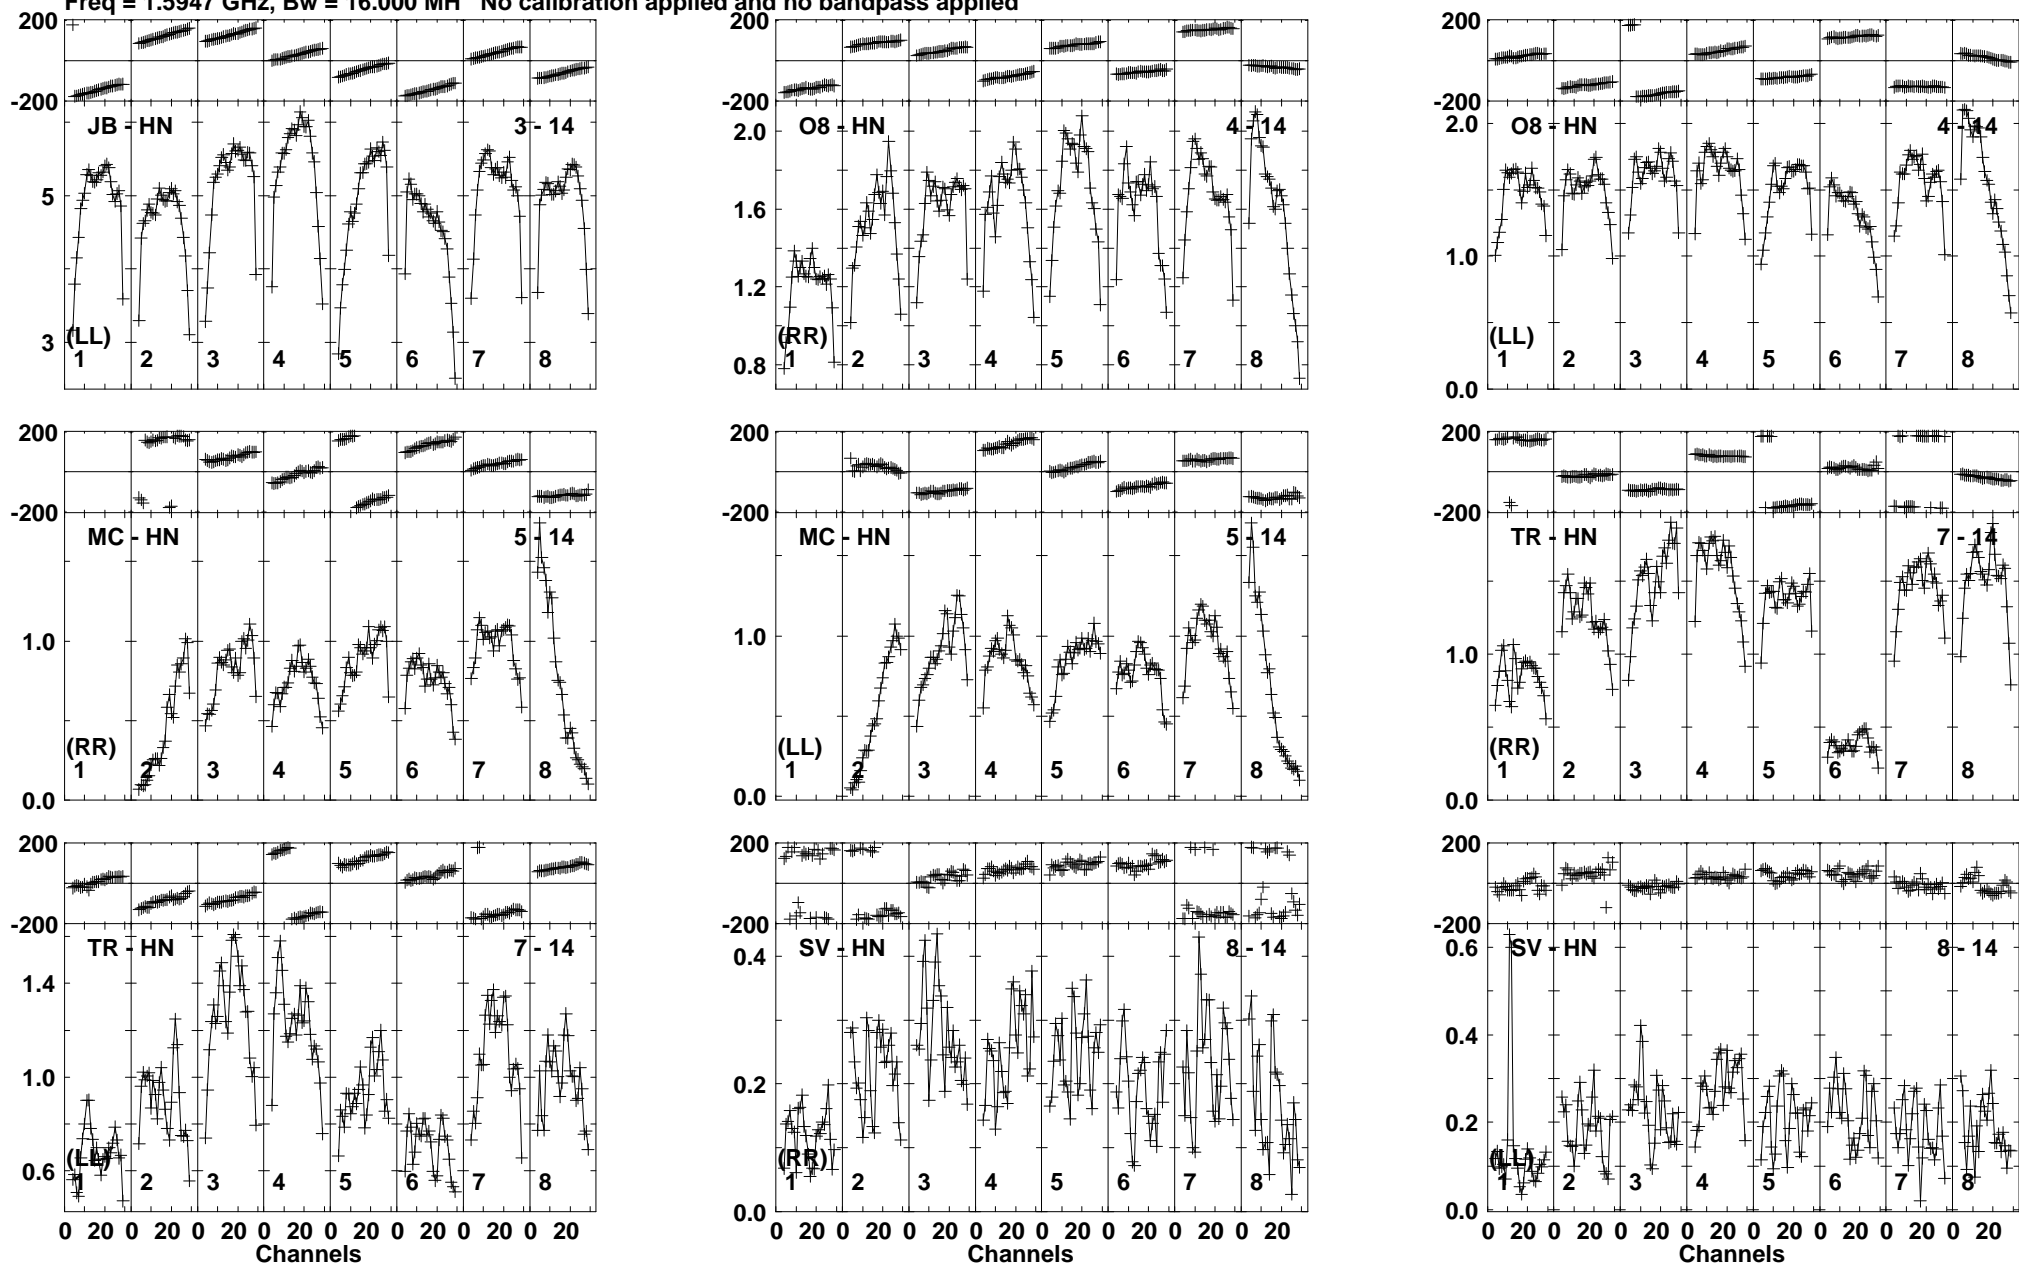 Freq = 1.5947 GHz, Bw = 16.000 MH No calibration applied and no bandpass applied
200
-200
JB - HN 3 - 14
5
3
(LL)
1 2 3 4 5 6 7 8
-200
O8 - HN 4 - 14
2.0
1.6
1.2
0.8
(RR)
1 2 3 4 5 6 7 8
200
-200
O8 - HN 4 - 14
2.0
1.0
0.0
(LL)
1 2 3 4 5 6 7 8
200
-200
MC - HN 5 - 14
1.0
0.0
(RR)
1 2 3 4 5 6 7 8
200
-200
MC - HN 5 - 14
1.0
0.0
(LL)
1 2 3 4 5 6 7 8
200
-200
TR - HN 7 - 14
1.0
0.0
(RR)
1 2 3 4 5 6 7 8
200
-200
TR - HN 7 - 14
1.4
1.0
0.6
(LL)
1 2 3 4 5 6 7 8
0 20 0 20 0 20 0 20 0 20 0 20 0 20 0 20
Channels
200
-200
SV - HN 8 - 14
0.4
0.2
0.0
(RR)
1 2 3 4 5 6 7 8
0 20 0 20 0 20 0 20 0 20 0 20 0 20 0 20
200
-200
SV - HN 8 - 14
0.6
0.4
0.2
0.0
(LL)
1 2 3 4 5 6 7 8
0 20 0 20 0 20 0 20 0 20 0 20 0 20 0 20
Channels